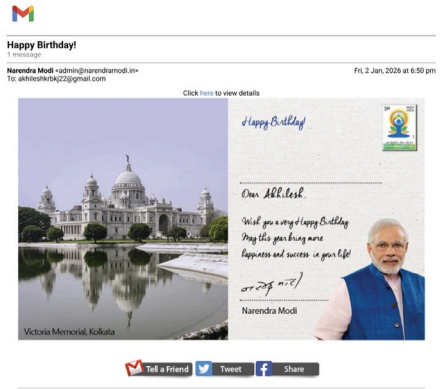 Happy Birthday!
1 message
Narendra Modi <admin@narendramodi.in>
Fri, 2 Jan, 2026 at 6:50 pm
To: akhileshkrbkj22@gmail.com
Click here to view details
Happy Birthday!
Dear Akhilesh,
Wish you a very Happy Birthday
May this year bring more
happiness and success in your life!
नरेंद्र मोदी
Narendra Modi
Victoria Memorial, Kolkata
Tell a Friend
Tweet
Share